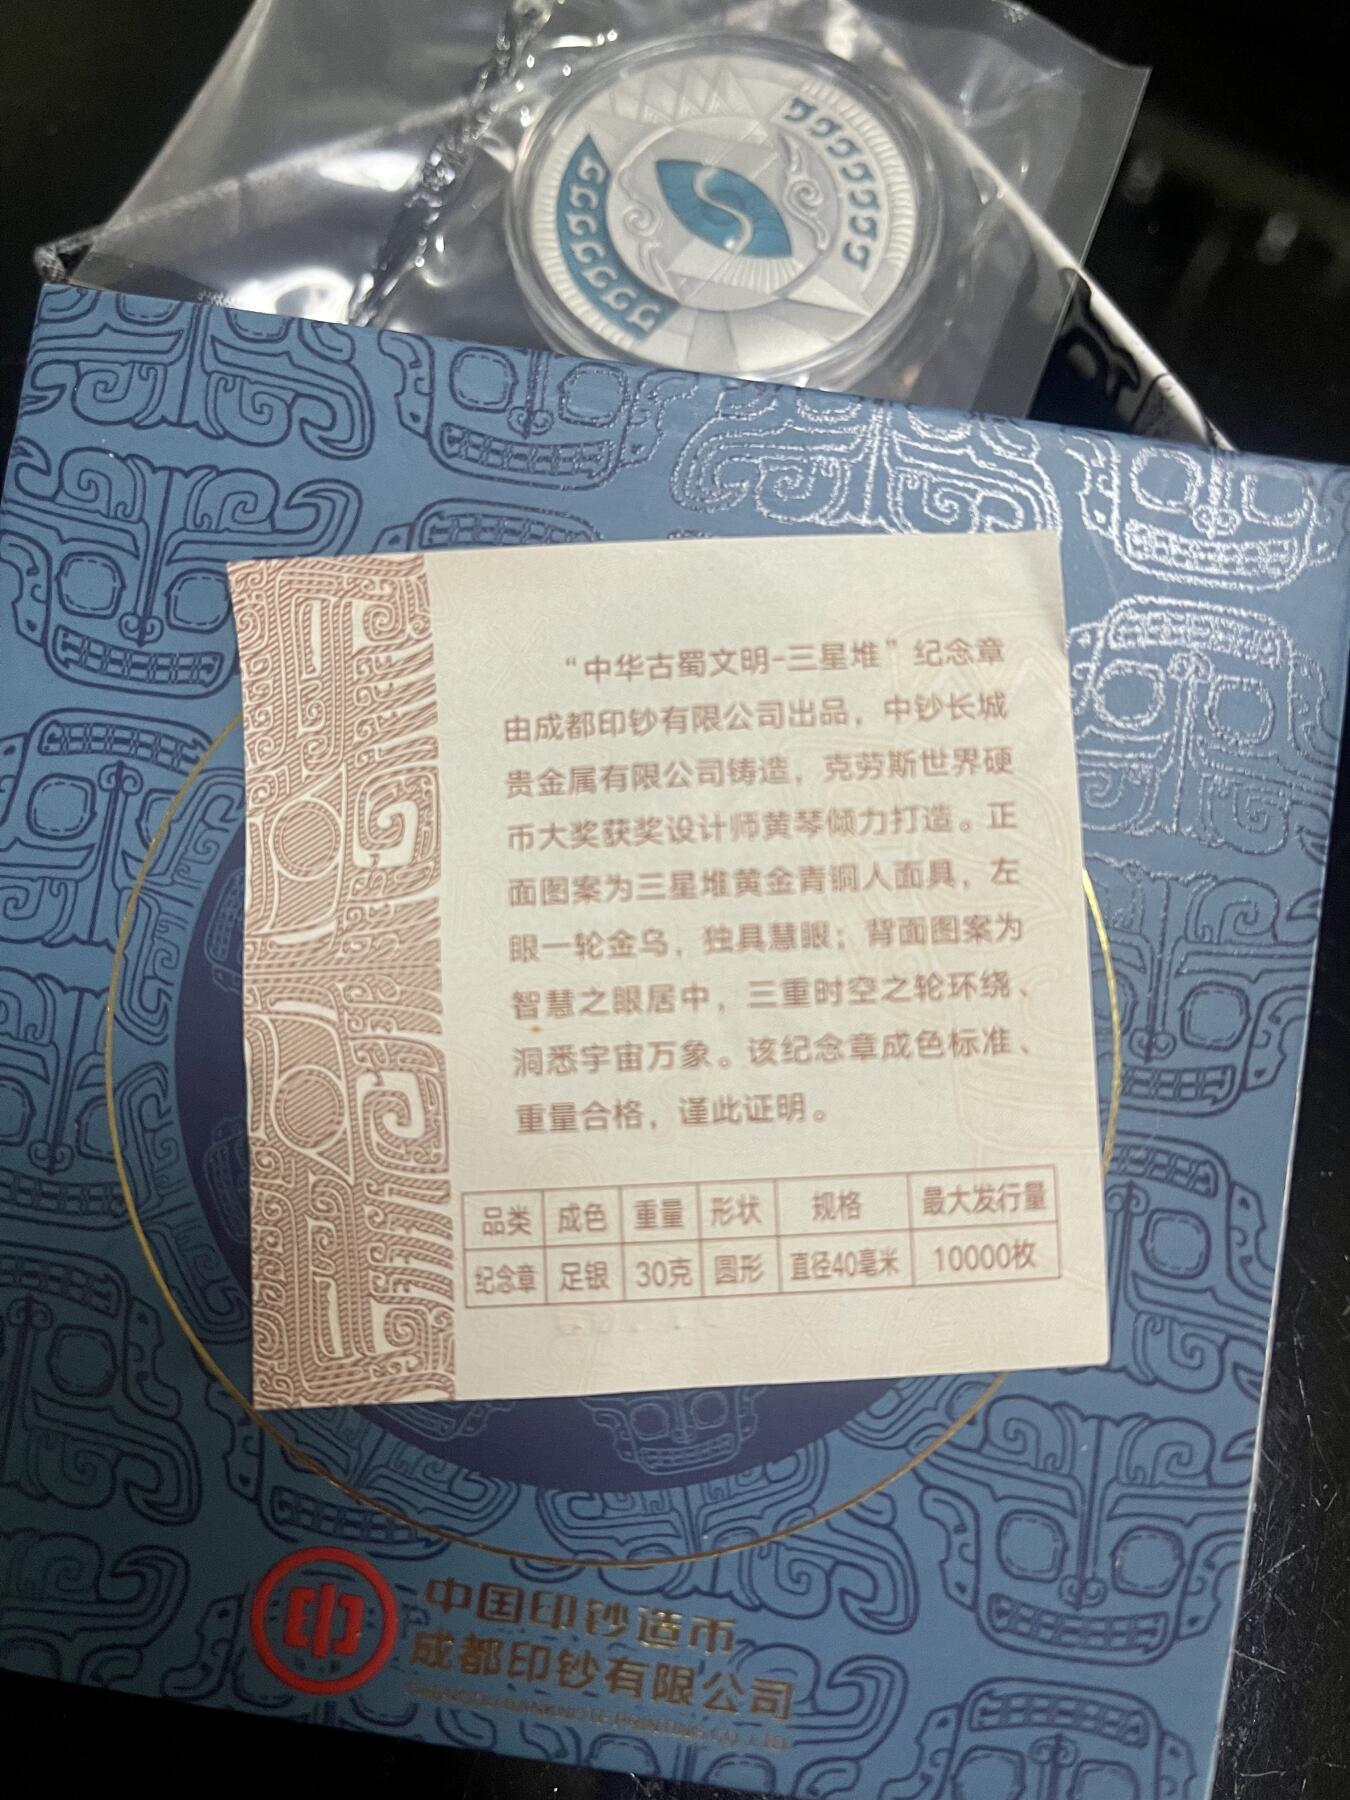 “中华古蜀文明-三星堆”纪念章
由成都印钞有限公司出品，中钞长城
贵金属有限公司铸造，克劳斯世界硬
币大奖获奖设计师黄琴倾力打造。正
面图案为三星堆黄金青铜人面具，左
眼一轮金乌，独具慧眼；背面图案为
智慧之眼居中，三重时空之轮环绕、
洞悉宇宙万象。该纪念章成色标准、
重量合格，谨此证明。
品类 成色 重量 形状 规格 最大发行量
纪念章 足银 30克 圆形 直径40毫米 10000枚
中国印钞造币
成都印钞有限公司
CHENGDU BANKNOTE PRINTING CO.,LTD